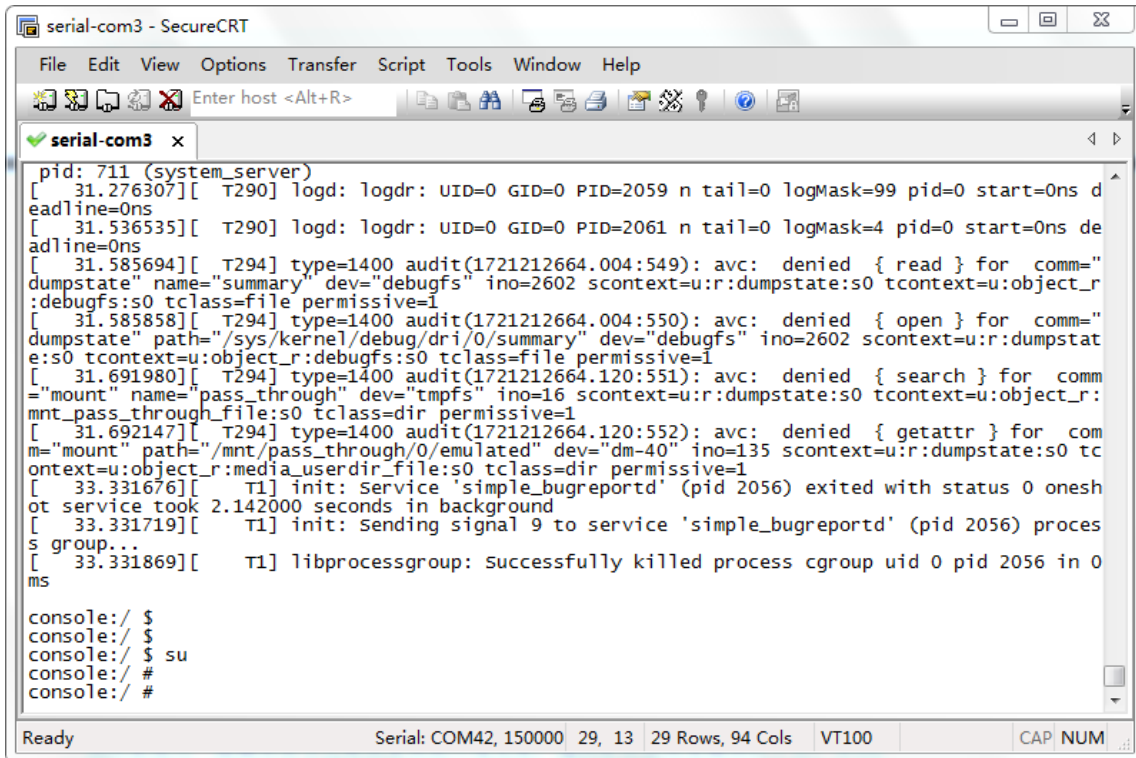 serial-com3 - SecureCRT
File Edit View Options Transfer Script Tools Window Help
Enter host <Alt+R>
serial-com3 x
pid: 711 (system_server)
[   31.276307][  T290] logd: logdr: UID=0 GID=0 PID=2059 n tail=0 logMask=99 pid=0 start=0ns d
eadline=0ns
[   31.536535][  T290] logd: logdr: UID=0 GID=0 PID=2061 n tail=0 logMask=4 pid=0 start=0ns de
adline=0ns
[   31.585694][  T294] type=1400 audit(1721212664.004:549): avc:  denied  { read } for  comm="
dumpstate" name="summary" dev="debugfs" ino=2602 scontext=u:r:dumpstate:s0 tcontext=u:object_r
:debugfs:s0 tclass=file permissive=1
[   31.585858][  T294] type=1400 audit(1721212664.004:550): avc:  denied  { open } for  comm="
dumpstate" path="/sys/kernel/debug/dri/0/summary" dev="debugfs" ino=2602 scontext=u:r:dumpstat
e:s0 tcontext=u:object_r:debugfs:s0 tclass=file permissive=1
[   31.691980][  T294] type=1400 audit(1721212664.120:551): avc:  denied  { search } for  comm
="mount" name="pass_through" dev="tmpfs" ino=16 scontext=u:r:dumpstate:s0 tcontext=u:object_r:
mnt_pass_through_file:s0 tclass=dir permissive=1
[   31.692147][  T294] type=1400 audit(1721212664.120:552): avc:  denied  { getattr } for  com
m="mount" path="/mnt/pass_through/0/emulated" dev="dm-40" ino=135 scontext=u:r:dumpstate:s0 tc
ontext=u:object_r:media_userdir_file:s0 tclass=dir permissive=1
[   33.331676][    T1] init: Service 'simple_bugreportd' (pid 2056) exited with status 0 onesh
ot service took 2.142000 seconds in background
[   33.331719][    T1] init: Sending signal 9 to service 'simple_bugreportd' (pid 2056) proces
s group...
[   33.331869][    T1] libprocessgroup: Successfully killed process cgroup uid 0 pid 2056 in 0
ms
console:/ $
console:/ $
console:/ $ su
console:/ #
console:/ #
Ready Serial: COM42, 150000 29, 13 29 Rows, 94 Cols VT100 CAP NUM